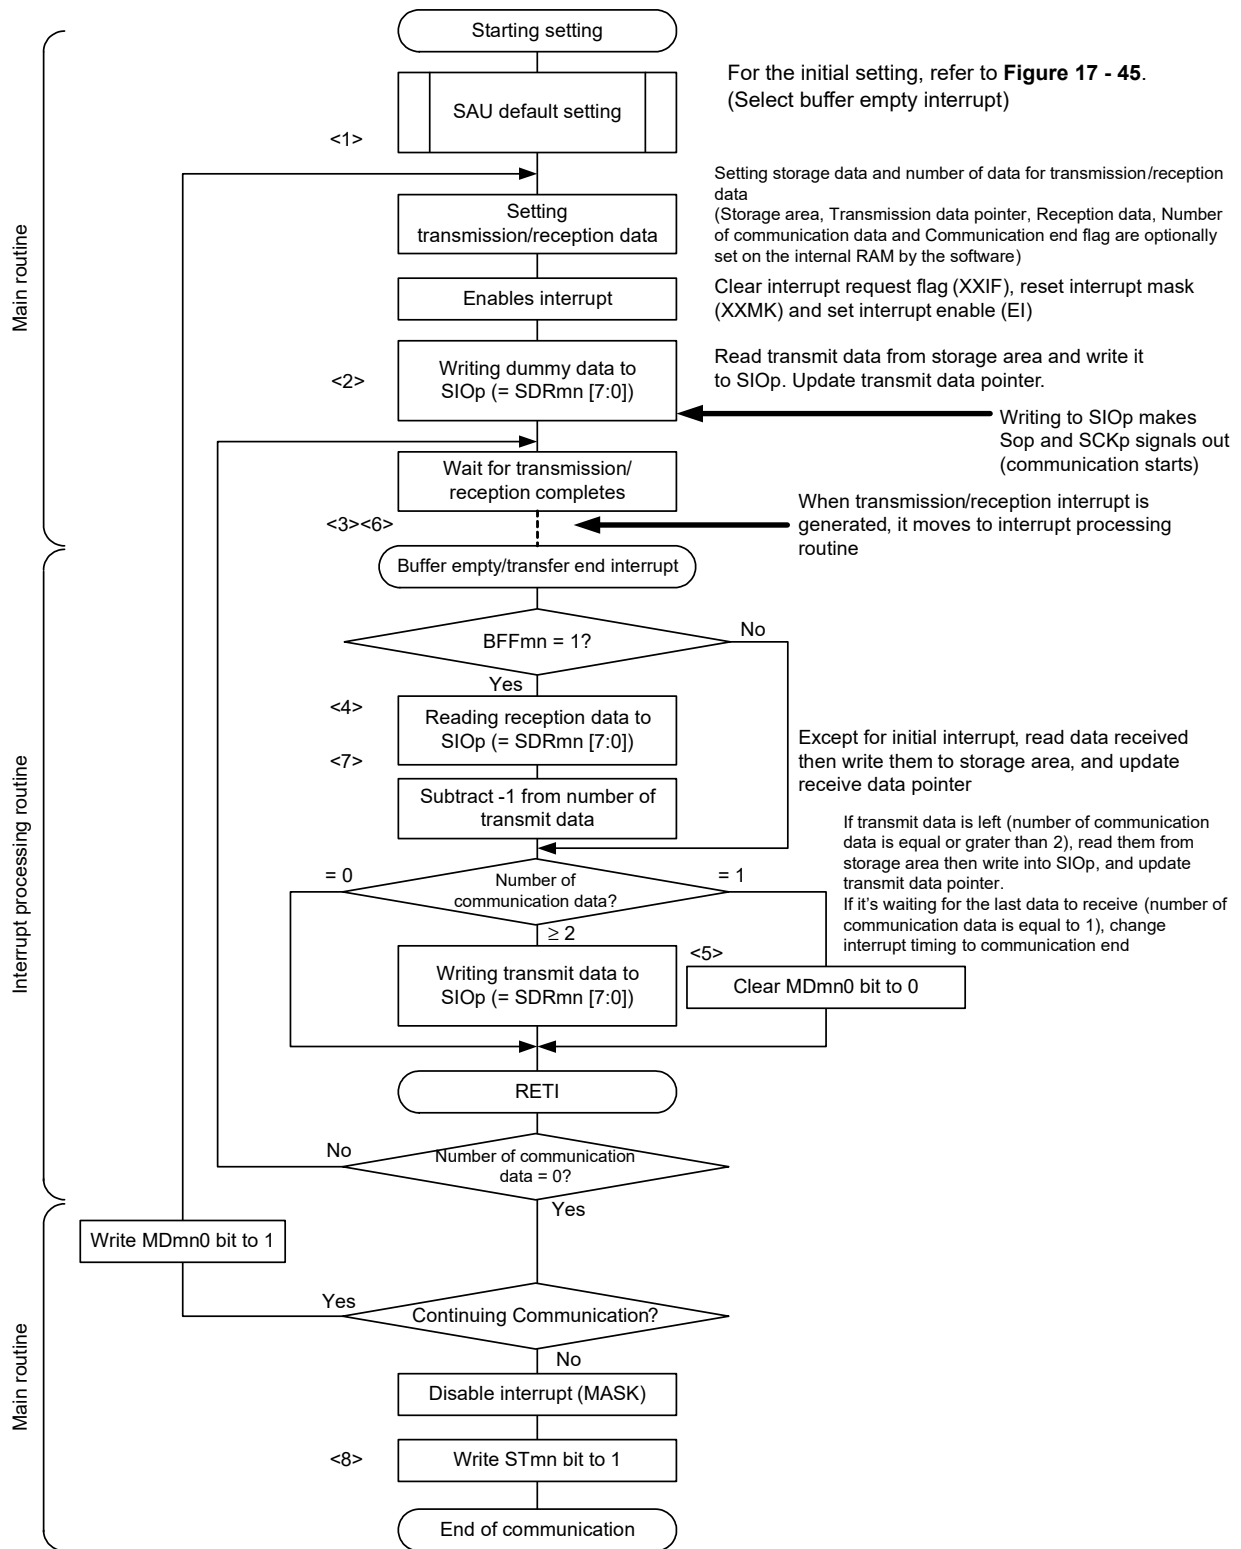 Starting setting
For the initial setting, refer to Figure 17 - 45.
(Select buffer empty interrupt)
SAU default setting
<1>
Setting storage data and number of data for transmission/reception
data
(Storage area, Transmission data pointer, Reception data, Number
of communication data and Communication end flag are optionally
set on the internal RAM by the software)
Setting
transmission/reception data
Main routine
Enables interrupt
Clear interrupt request flag (XXIF), reset interrupt mask
(XXMK) and set interrupt enable (EI)
<2>
Writing dummy data to
SIOp (= SDRmn [7:0])
Read transmit data from storage area and write it
to SIOp. Update transmit data pointer.
Writing to SIOp makes
Sop and SCKp signals out
(communication starts)
Wait for transmission/
reception completes
<3><6>
When transmission/reception interrupt is
generated, it moves to interrupt processing
routine
Buffer empty/transfer end interrupt
BFFmn = 1?
No
Yes
<4>
Reading reception data to
SIOp (= SDRmn [7:0])
<7>
Except for initial interrupt, read data received
then write them to storage area, and update
receive data pointer
Subtract -1 from number of
transmit data
Interrupt processing routine
If transmit data is left (number of communication
data is equal or grater than 2), read them from
storage area then write into SIOp, and update
transmit data pointer.
If it's waiting for the last data to receive (number of
communication data is equal to 1), change
interrupt timing to communication end
= 0
Number of
communication data?
= 1
≥ 2
<5>
Writing transmit data to
SIOp (= SDRmn [7:0])
Clear MDmn0 bit to 0
RETI
No
Number of communication
data = 0?
Yes
Write MDmn0 bit to 1
Yes
Continuing Communication?
No
Main routine
Disable interrupt (MASK)
<8>
Write STmn bit to 1
End of communication